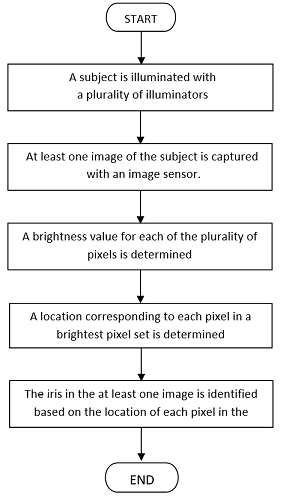 START
A subject is illuminated with
a plurality of illuminators
At least one image of the subject is captured
with an image sensor.
A brightness value for each of the plurality of
pixels is determined
A location corresponding to each pixel in a
brightest pixel set is determined
The iris in the at least one image is identified
based on the location of each pixel in the
END